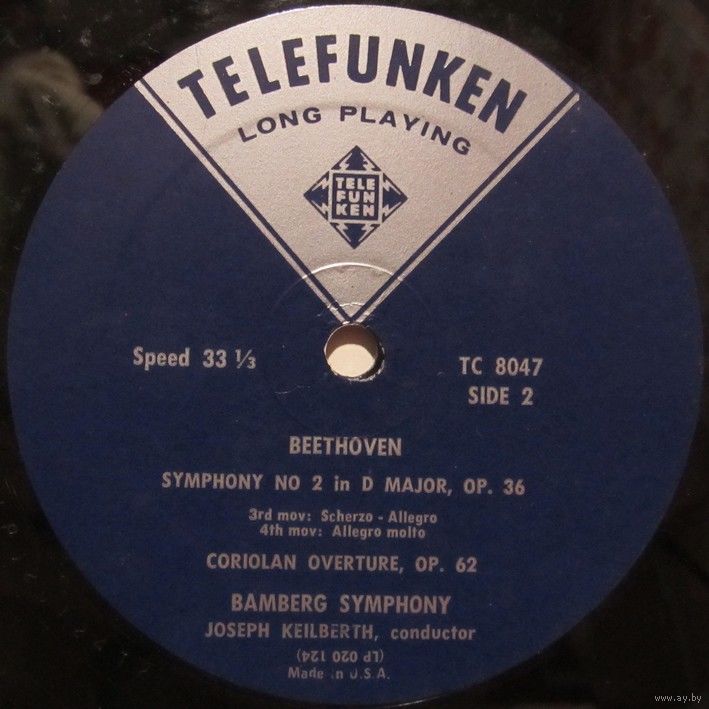 TELEFUNKEN
LONG PLAYING
TELE
FUN
KEN
Speed 33 1/3
TC 8047
SIDE 2
BEETHOVEN
SYMPHONY NO 2 in D MAJOR, OP. 36
3rd mov: Scherzo - Allegro
4th mov: Allegro molto
CORIOLAN OVERTURE, OP. 62
BAMBERG SYMPHONY
JOSEPH KEILBERTH, conductor
(LP 020 124)
Made in U.S.A.
www.ay.by